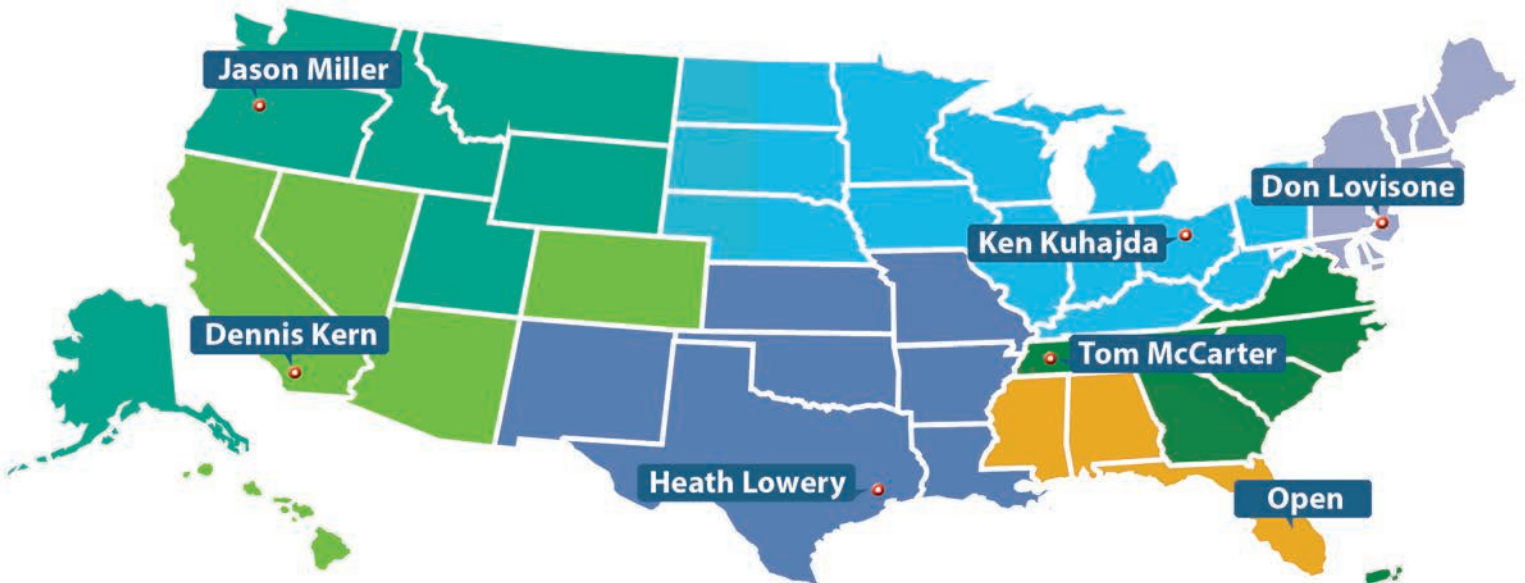 Jason Miller
Don Lovisone
Ken Kuhajda
Dennis Kern
Tom McCarter
Heath Lowery
Open